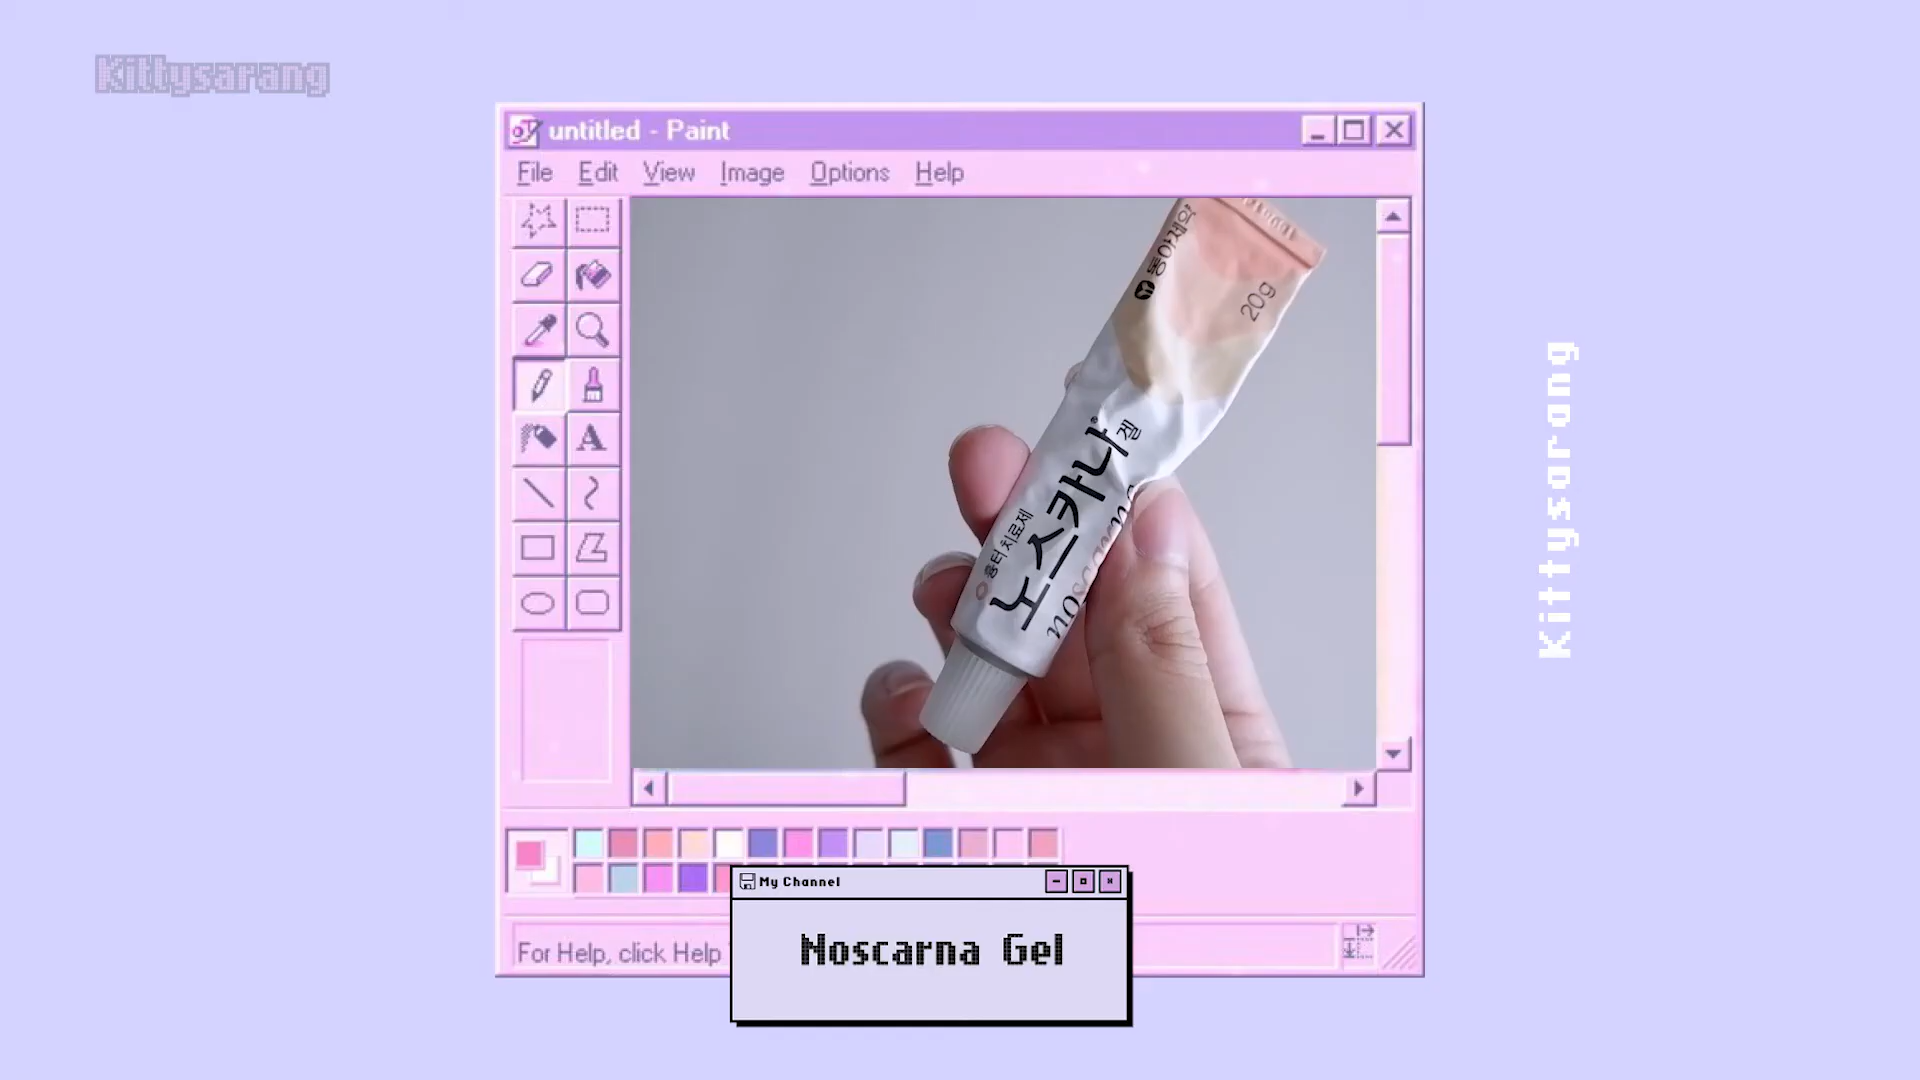 Kittysarang
untitled - Paint
File Edit View Image Options Help
동아제약
20g
흉터 치료제
노스카나® 겔
noscarna
Kittysarang
My Channel
Noscarna Gel
For Help, click Help